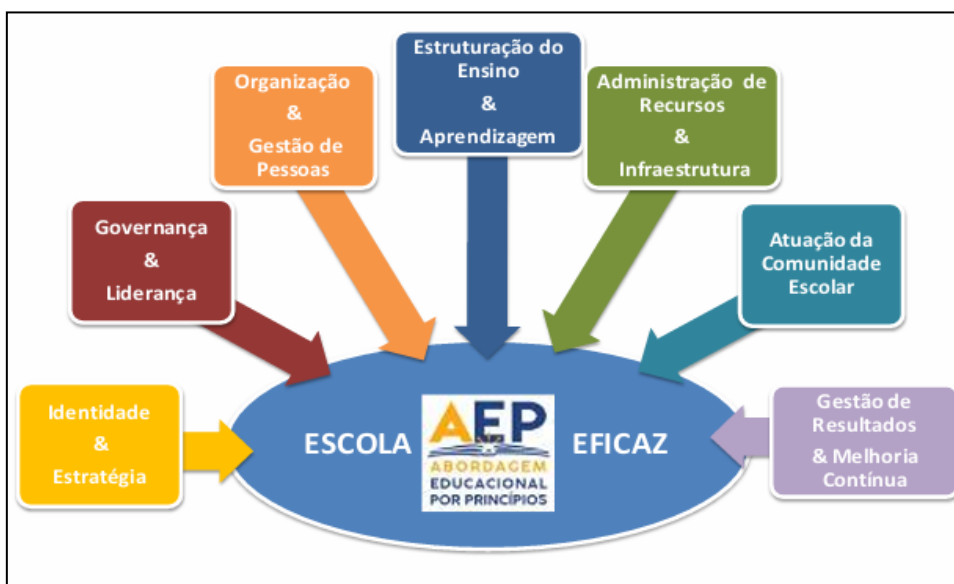 Identidade
&
Estratégia
Governança
&
Liderança
Organização
&
Gestão de
Pessoas
Estruturação do
Ensino
&
Aprendizagem
Administração de
Recursos
&
Infraestrutura
Atuação da
Comunidade
Escolar
Gestão de
Resultados
& Melhoria
Contínua
ESCOLA
AEP
ABORDAGEM
EDUCACIONAL
POR PRINCÍPIOS
EFICAZ